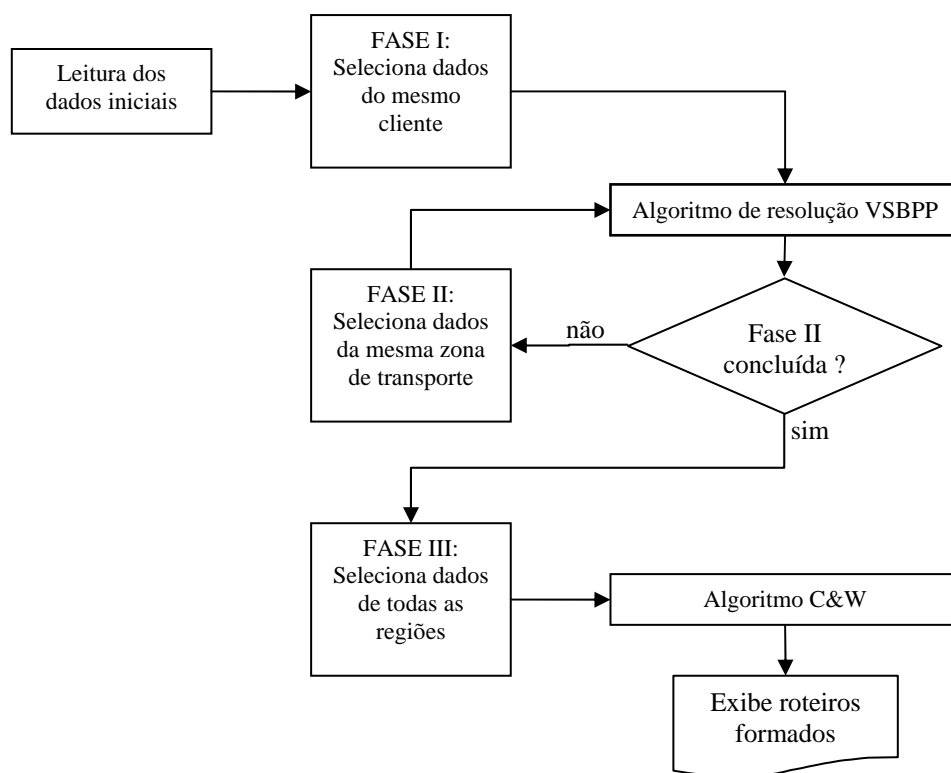 Leitura dos
dados iniciais
FASE I:
Seleciona dados
do mesmo
cliente
Algoritmo de resolução VSBPP
FASE II:
Seleciona dados
da mesma zona
de transporte
não
Fase II
concluída ?
sim
FASE III:
Seleciona dados
de todas as
regiões
Algoritmo C&W
Exibe roteiros
formados